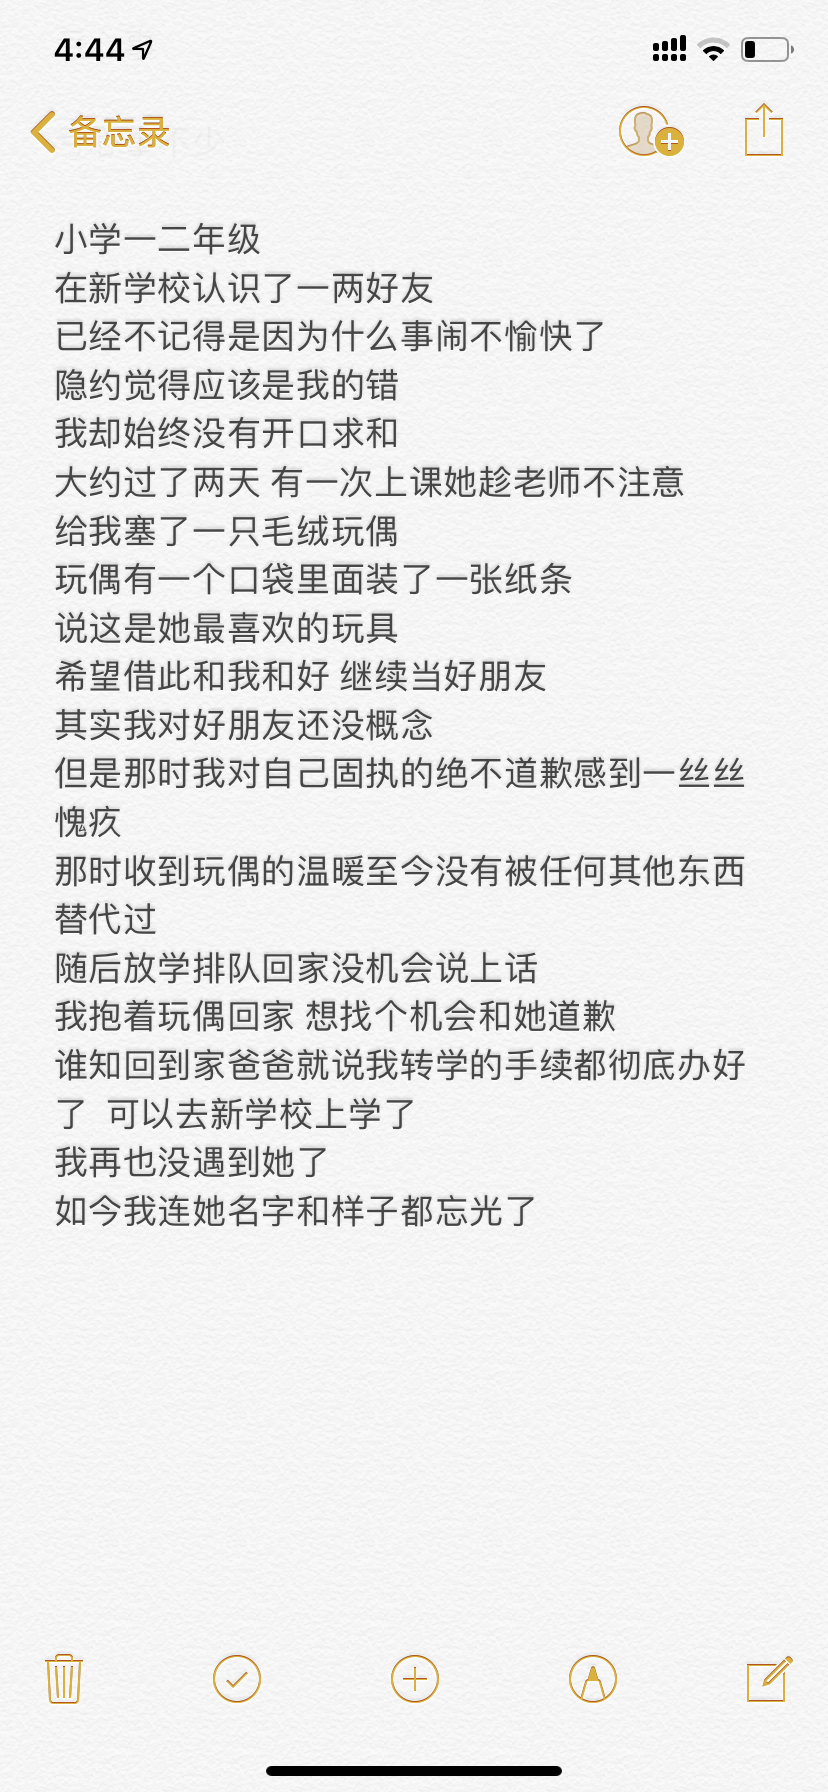 4:44
备忘录
小学一二年级
在新学校认识了一两好友
已经不记得是因为什么事闹不愉快了
隐约觉得应该是我的错
我却始终没有开口求和
大约过了两天 有一次上课她趁老师不注意
给我塞了一只毛绒玩偶
玩偶有一个口袋里面装了一张纸条
说这是她最喜欢的玩具
希望借此和我和好 继续当好朋友
其实我对好朋友还没概念
但是那时我对自己固执的绝不道歉感到一丝丝
愧疚
那时收到玩偶的温暖至今没有被任何其他东西
替代过
随后放学排队回家没机会说上话
我抱着玩偶回家 想找个机会和她道歉
谁知回到家爸爸就说我转学的手续都彻底办好
了  可以去新学校上学了
我再也没遇到她了
如今我连她名字和样子都忘光了